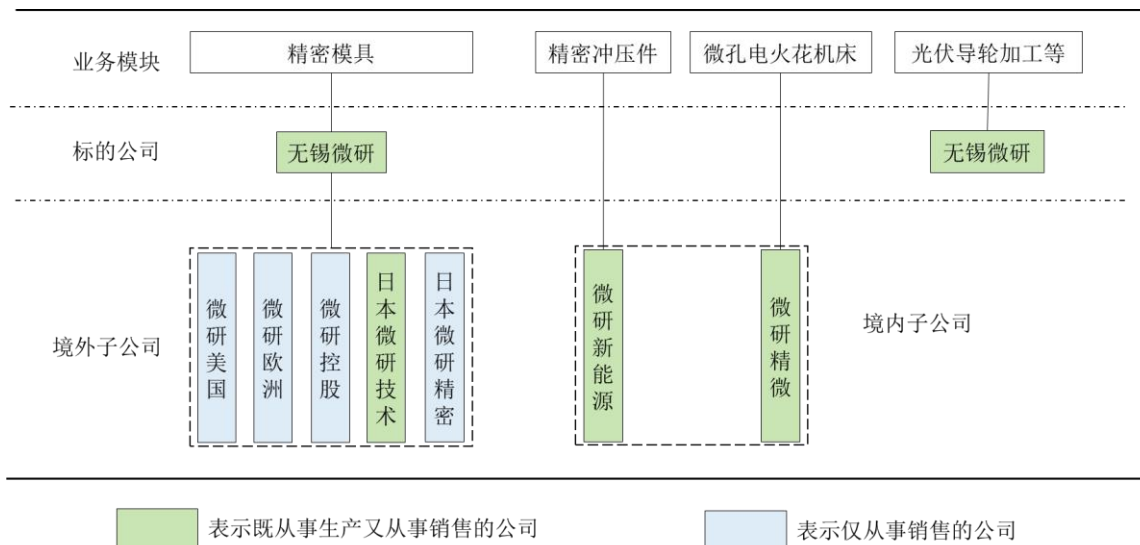 业务模块
精密模具
精密冲压件
微孔电火花机床
光伏导轮加工等
标的公司
无锡微研
无锡微研
境外子公司
微研美国
微研欧洲
微研控股
日本微研技术
日本微研精密
微研新能源
微研精微
境内子公司
表示既从事生产又从事销售的公司
表示仅从事销售的公司